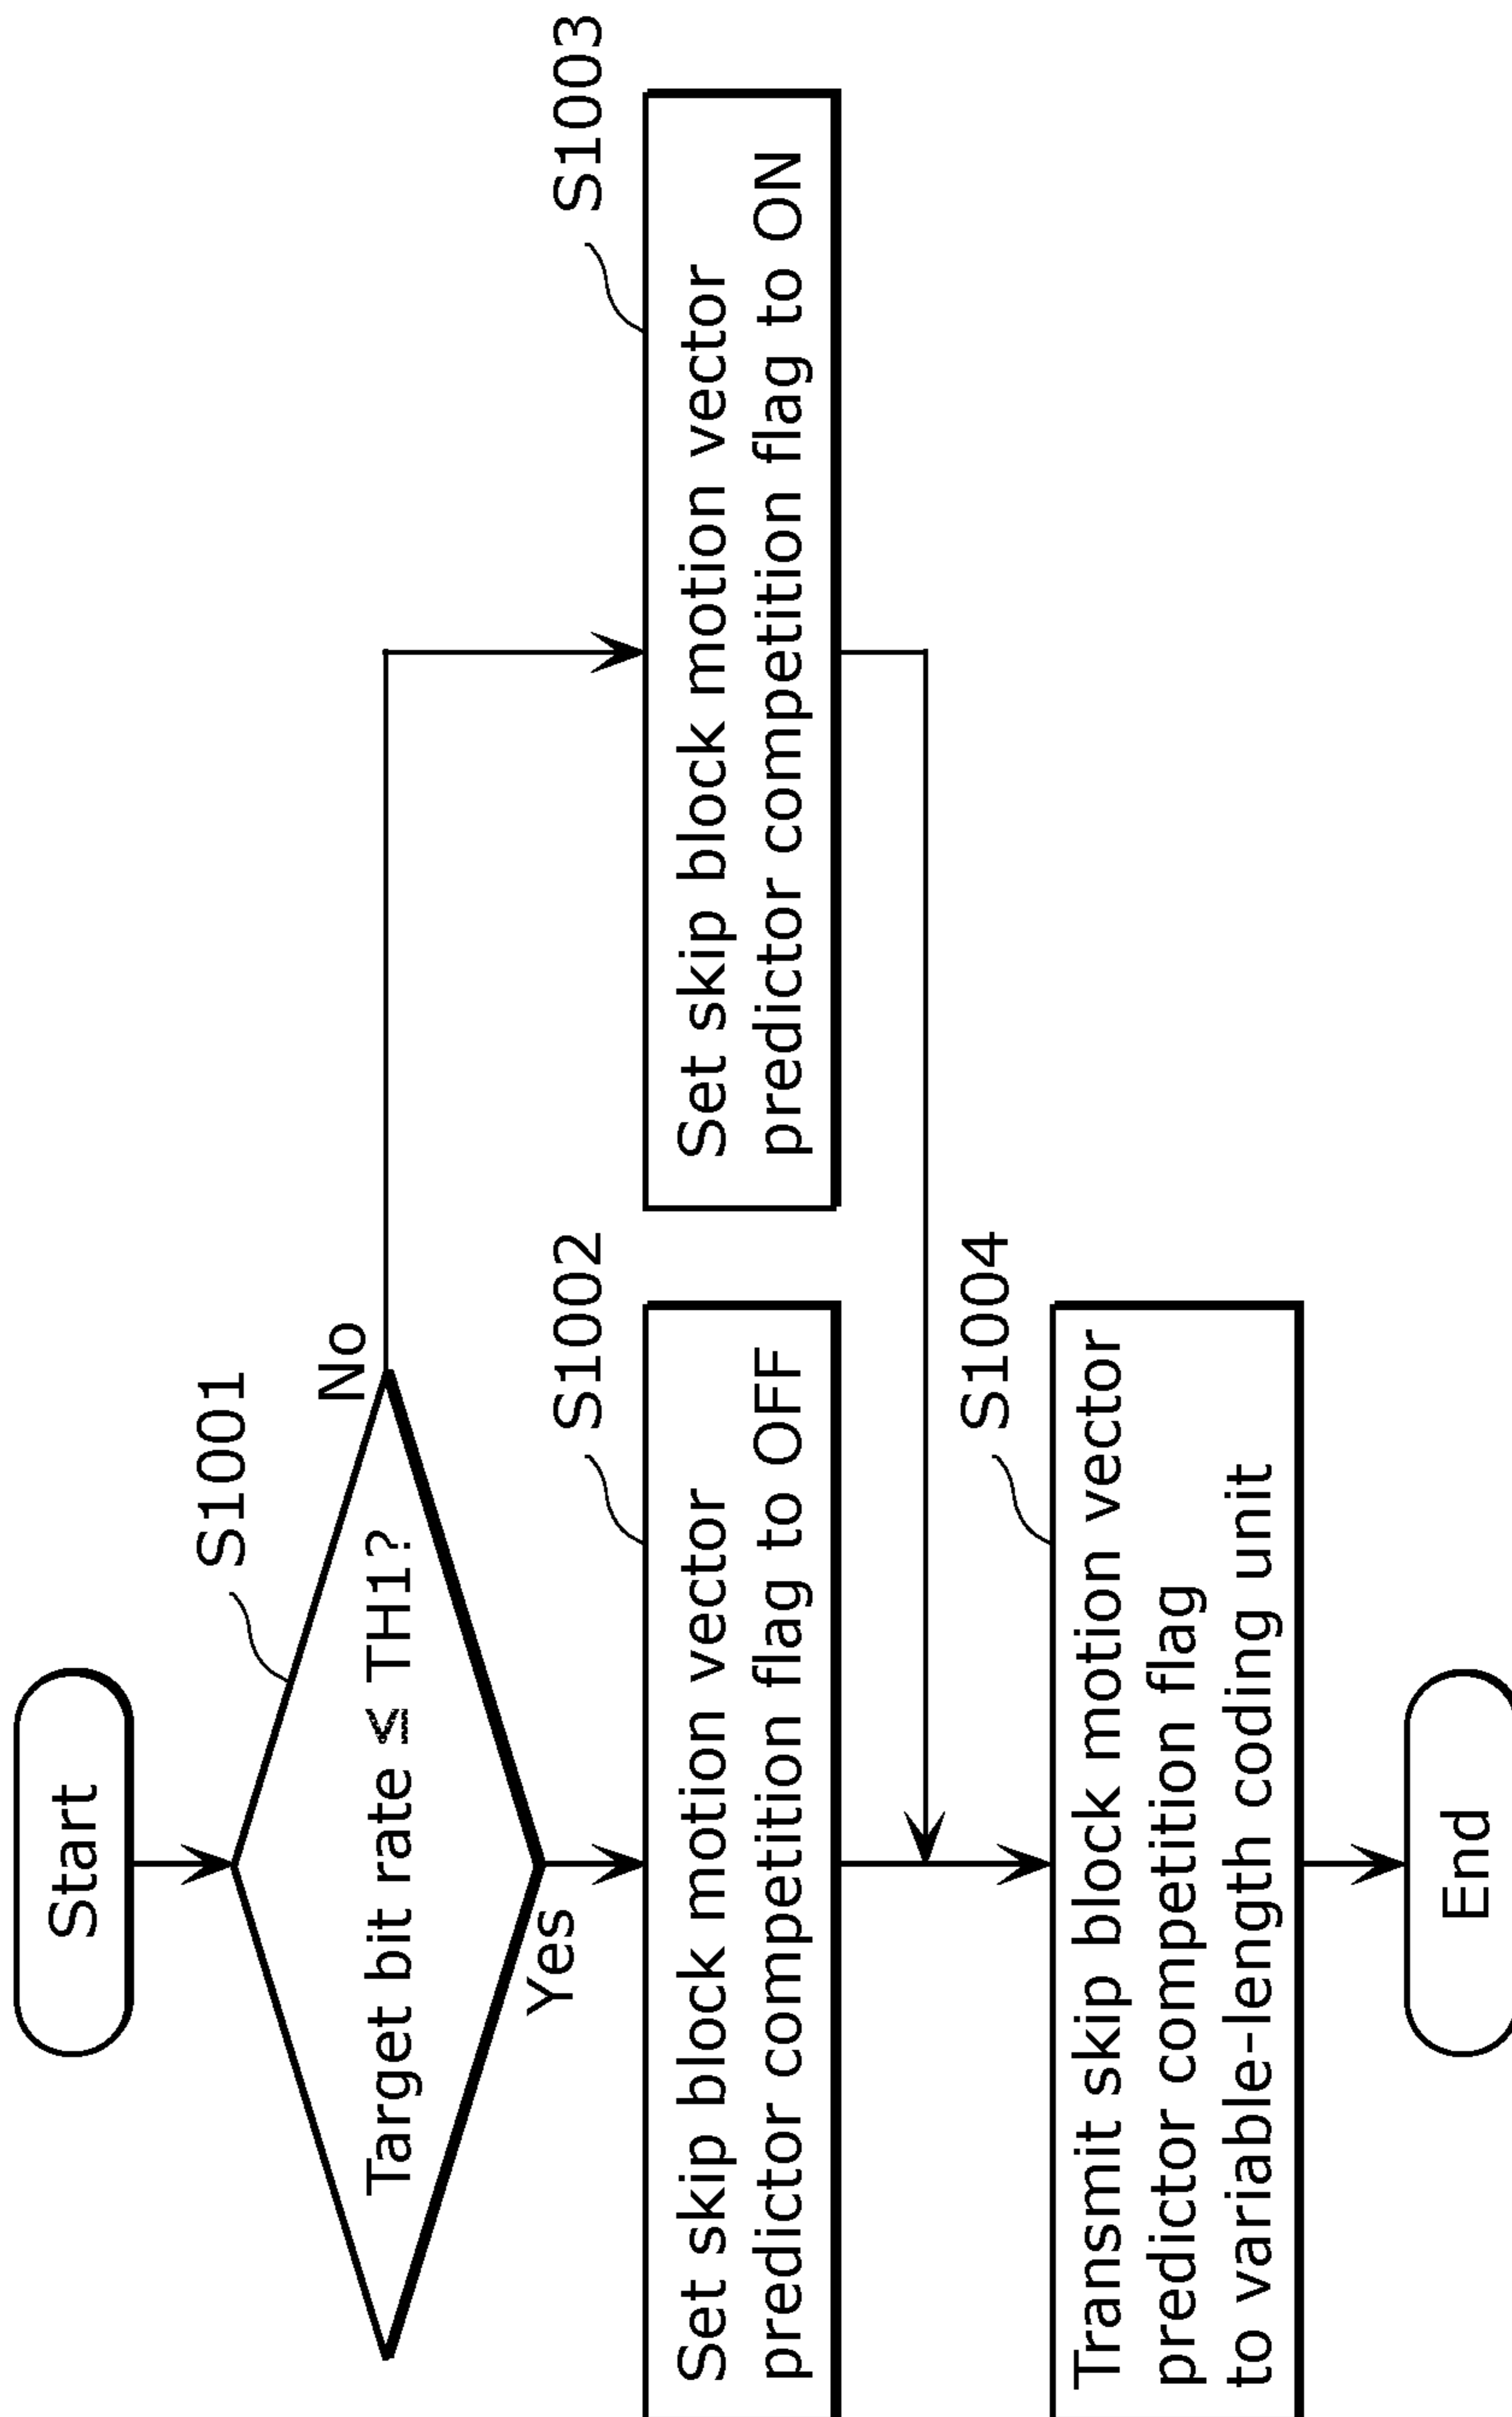 Start
S1001
Target bit rate ≦ TH1?
No
Yes
S1002
Set skip block motion vector
predictor competition flag to OFF
S1003
Set skip block motion vector
predictor competition flag to ON
S1004
Transmit skip block motion vector
predictor competition flag
to variable-length coding unit
End